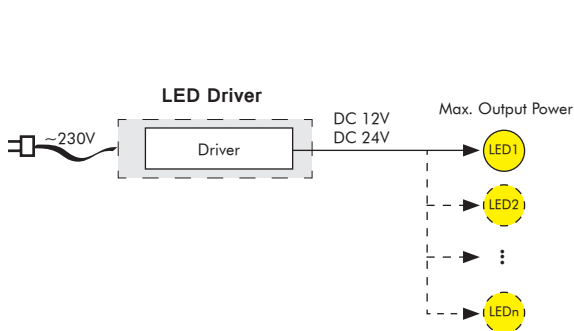 LED Driver
~230V
Driver
DC 12V
DC 24V
Max. Output Power
LED1
LED2
LEDn